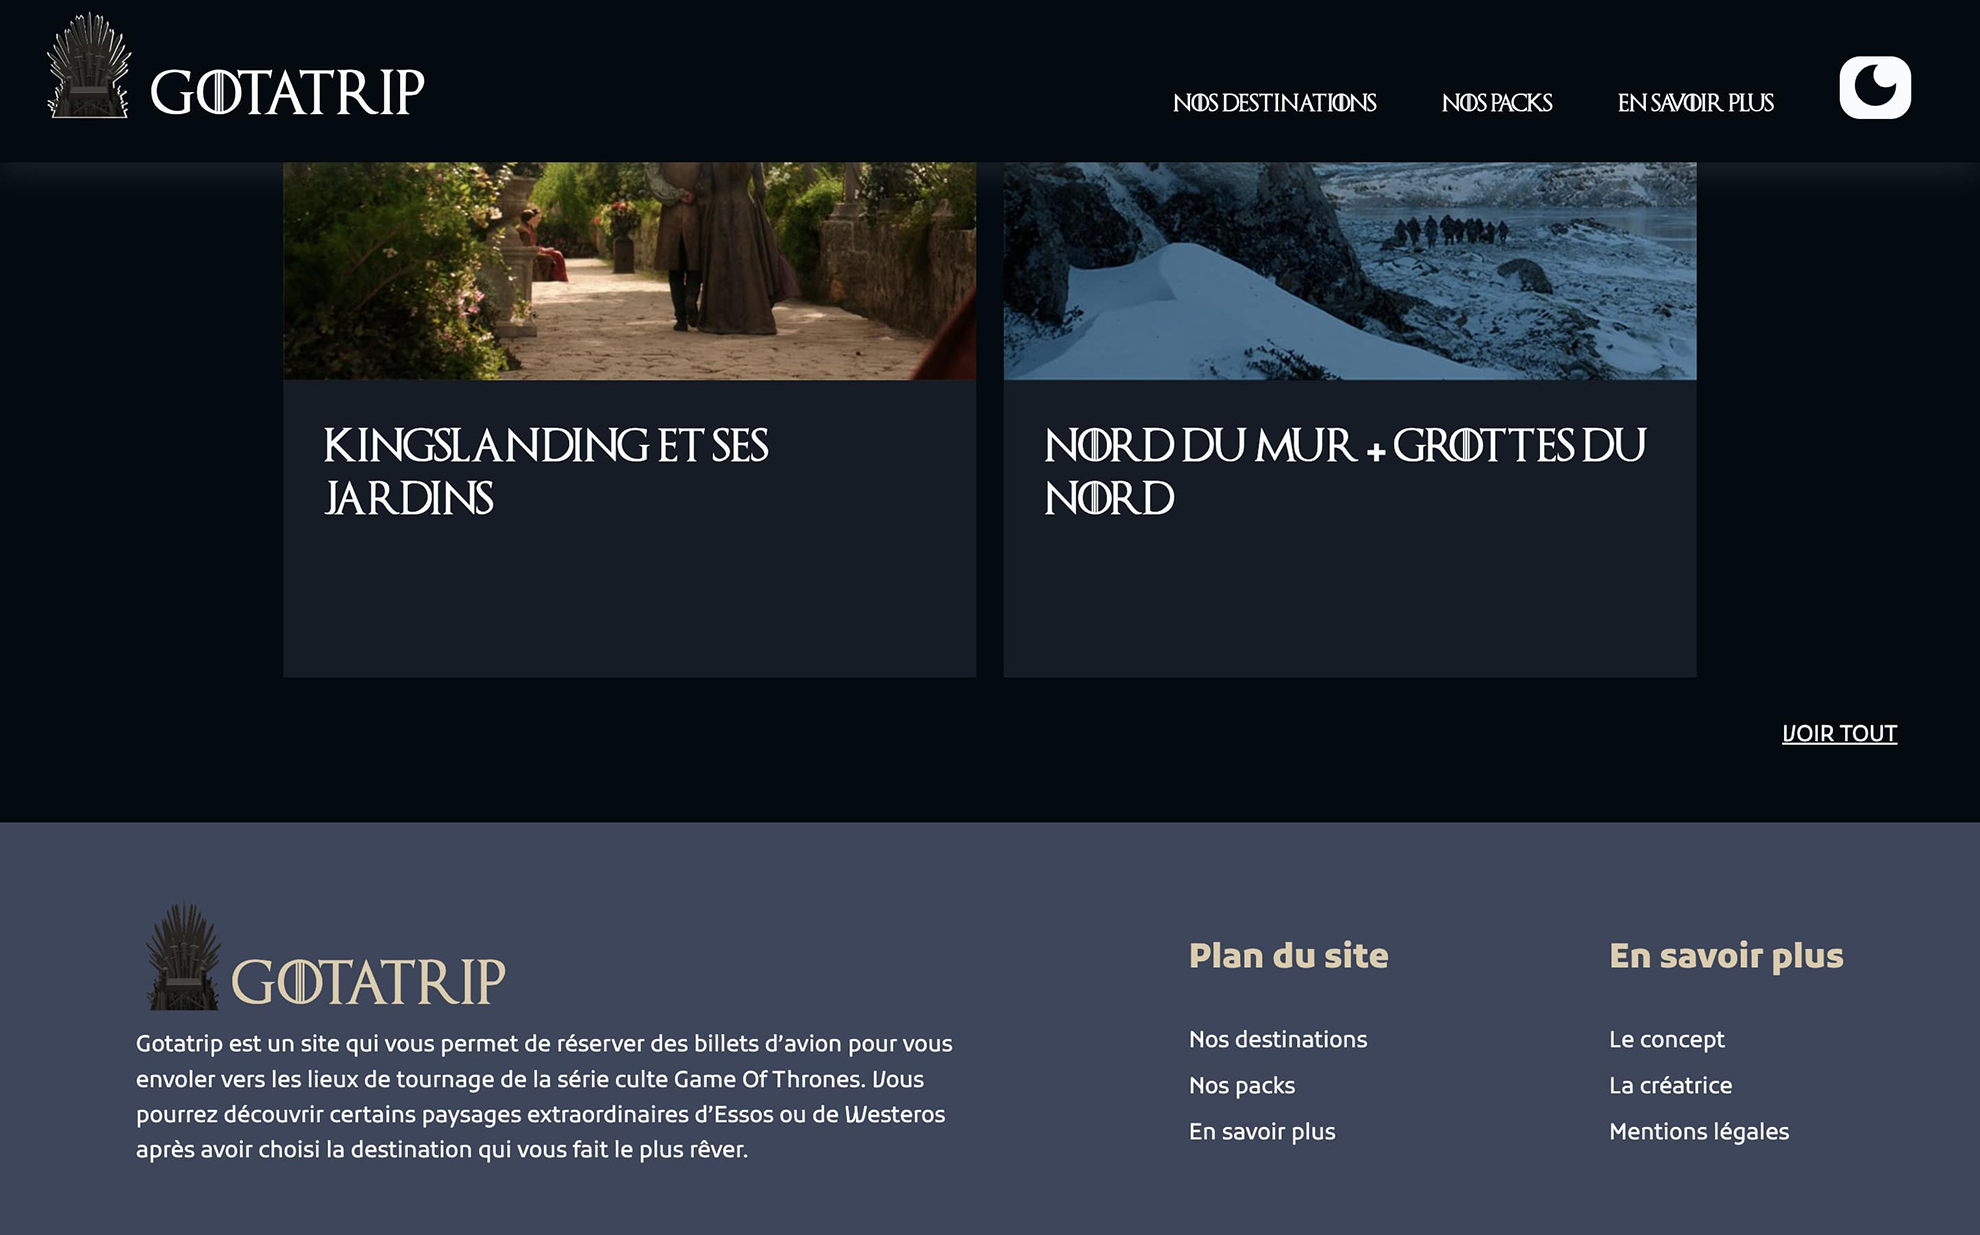 GOTATRIP
NOS DESTINATIONS
NOS PACKS
EN SAVOIR PLUS
KINGSLANDING ET SES
JARDINS
NORD DU MUR + GROTTES DU
NORD
VOIR TOUT
GOTATRIP
Gotatrip est un site qui vous permet de réserver des billets d’avion pour vous
envoler vers les lieux de tournage de la série culte Game Of Thrones. Vous
pourrez découvrir certains paysages extraordinaires d’Essos ou de Westeros
après avoir choisi la destination qui vous fait le plus rêver.
Plan du site
Nos destinations
Nos packs
En savoir plus
En savoir plus
Le concept
La créatrice
Mentions légales